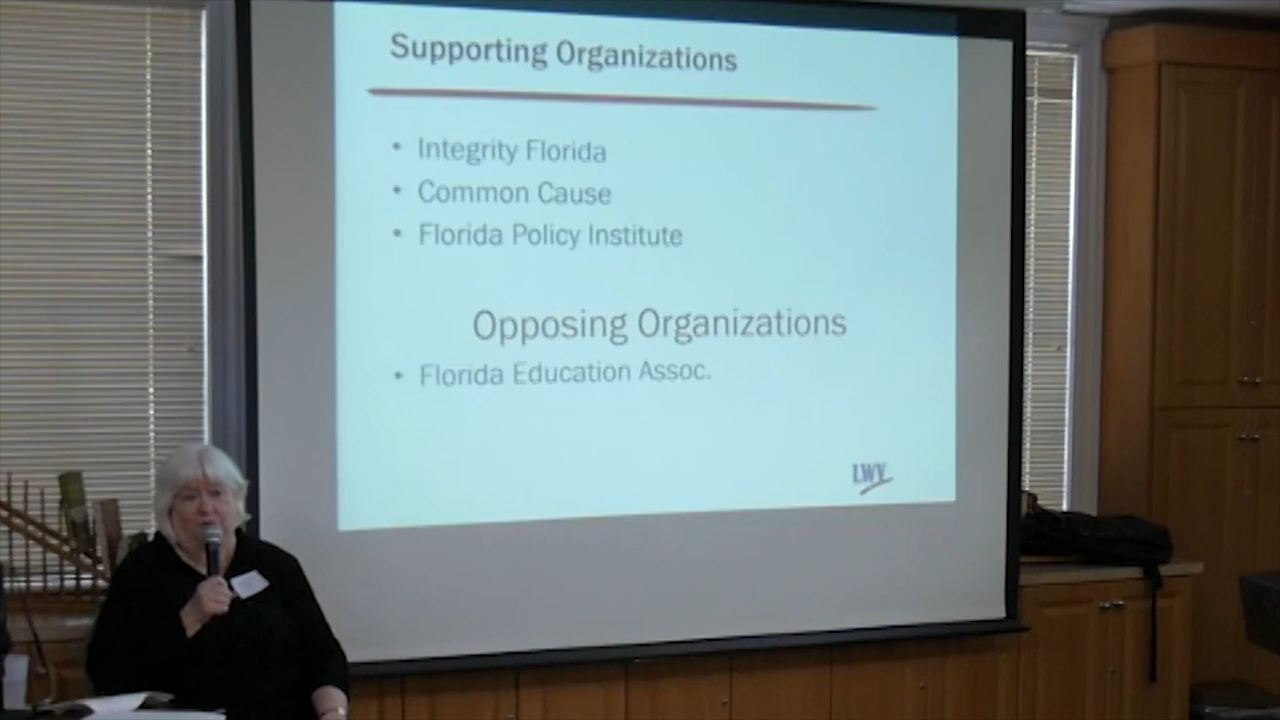 Supporting Organizations
• Integrity Florida
• Common Cause
• Florida Policy Institute
Opposing Organizations
• Florida Education Assoc.
LWV